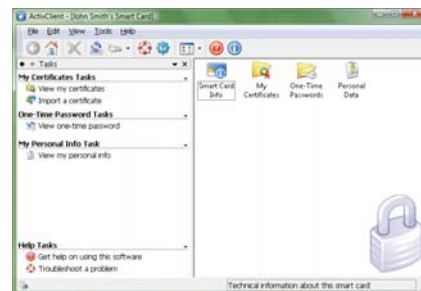 ActivClient - [John Smith's Smart Card]
File Edit View Tools Help
Tasks
My Certificates Tasks
View my certificates
Import a certificate
One-Time Password Tasks
View one-time password
My Personal Info Task
View my personal info
Help Tasks
Get help on using this software
Troubleshoot a problem
Smart Card Info
My Certificates
One-Time Passwords
Personal Data
Technical information about this smart card